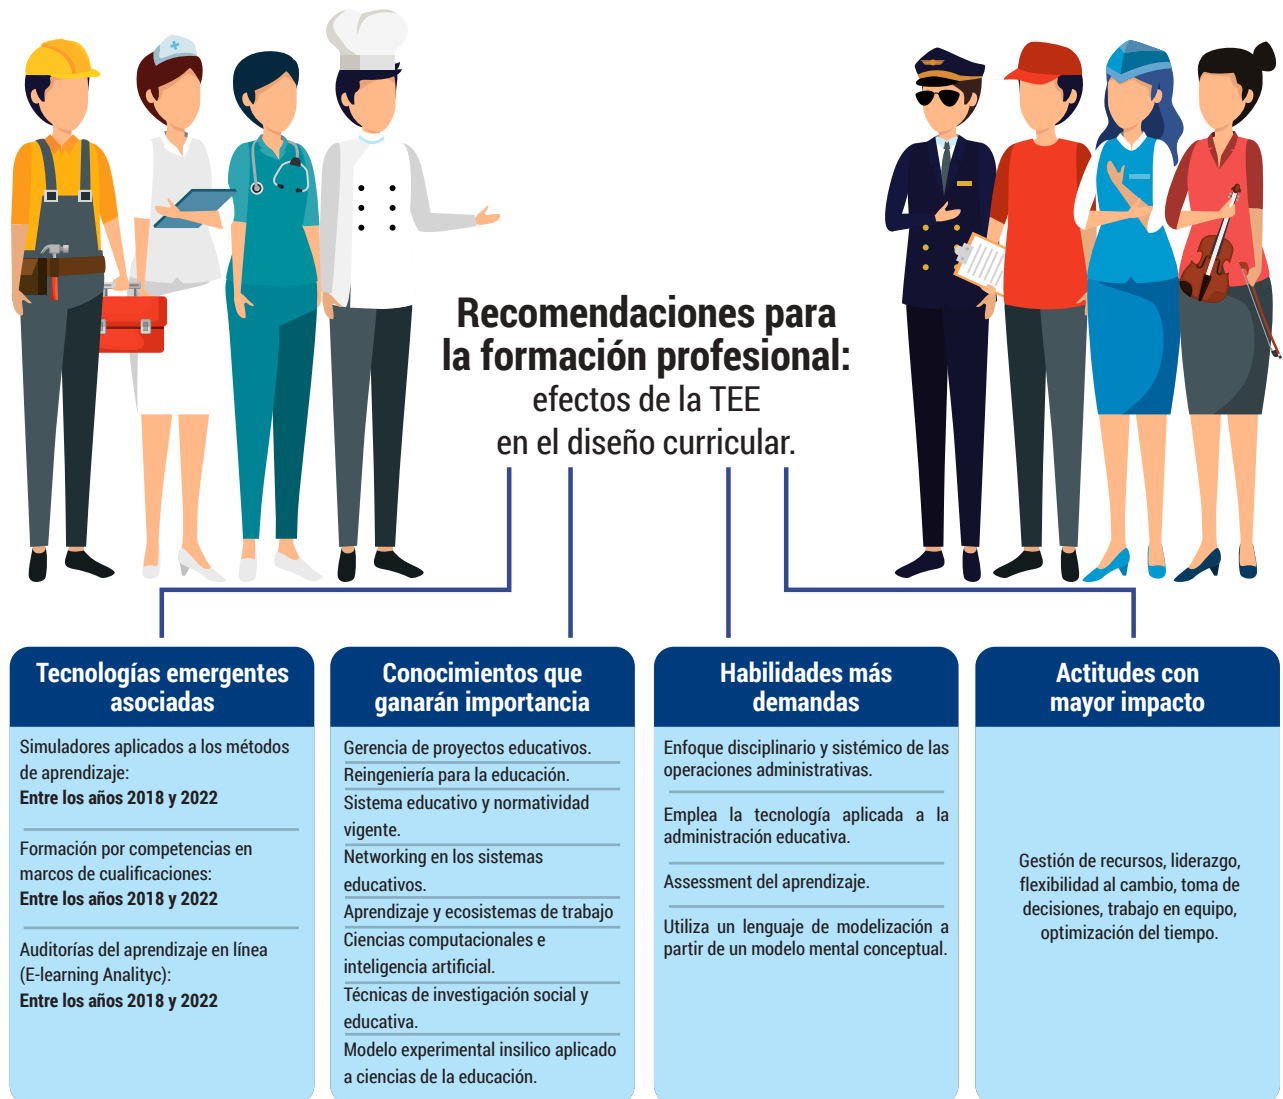 Recomendaciones para
la formación profesional:
efectos de la TEE
en el diseño curricular.
Tecnologías emergentes
asociadas
Simuladores aplicados a los métodos
de aprendizaje:
Entre los años 2018 y 2022
Formación por competencias en
marcos de cualificaciones:
Entre los años 2018 y 2022
Auditorías del aprendizaje en línea
(E-learning Analityc):
Entre los años 2018 y 2022
Conocimientos que
ganarán importancia
Gerencia de proyectos educativos.
Reingeniería para la educación.
Sistema educativo y normatividad
vigente.
Networking en los sistemas
educativos.
Aprendizaje y ecosistemas de trabajo
Ciencias computacionales e
inteligencia artificial.
Técnicas de investigación social y
educativa.
Modelo experimental insilico aplicado
a ciencias de la educación.
Habilidades más
demandas
Enfoque disciplinario y sistémico de las
operaciones administrativas.
Emplea la tecnología aplicada a la
administración educativa.
Assessment del aprendizaje.
Utiliza un lenguaje de modelización a
partir de un modelo mental conceptual.
Actitudes con
mayor impacto
Gestión de recursos, liderazgo,
flexibilidad al cambio, toma de
decisiones, trabajo en equipo,
optimización del tiempo.